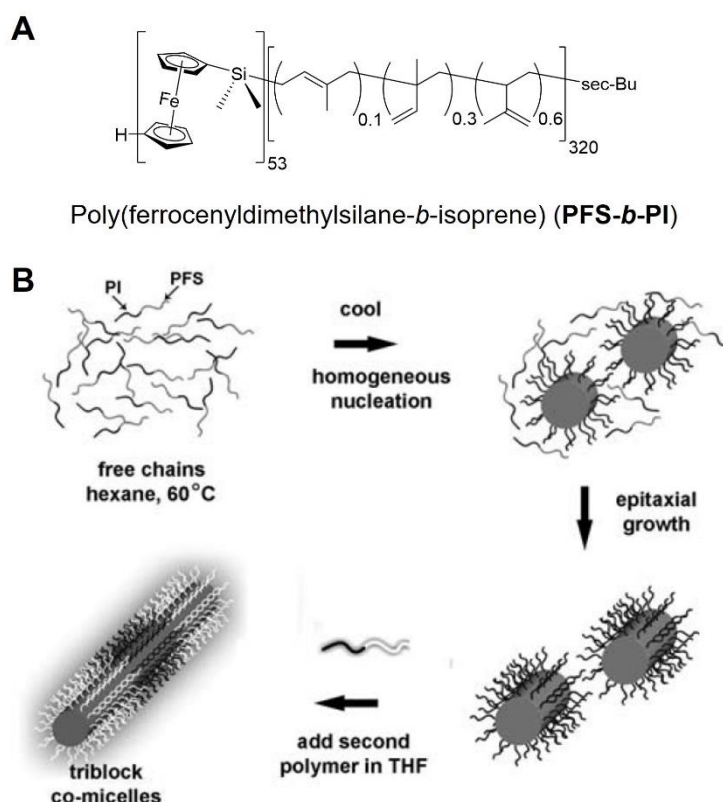 A
H
Fe
Si
53
0.1
0.3
0.6
320
sec-Bu
Poly(ferrocenyldimethylsilane-b-isoprene) (PFS-b-PI)
B
PI
PFS
cool
homogeneous
nucleation
free chains
hexane, 60°C
epitaxial
growth
add second
polymer in THF
triblock
co-micelles